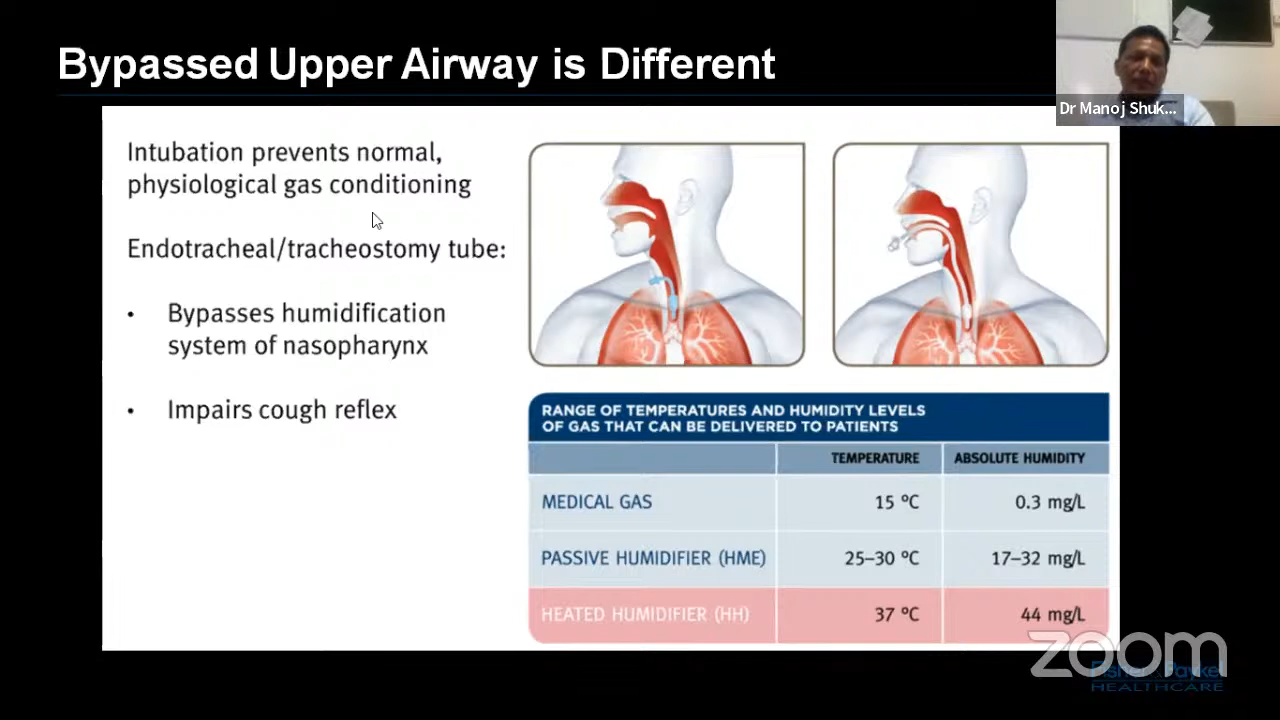 Bypassed Upper Airway is Different
Dr Manoj Shuk...
Intubation prevents normal,
physiological gas conditioning
Endotracheal/tracheostomy tube:
• Bypasses humidification
system of nasopharynx
• Impairs cough reflex
RANGE OF TEMPERATURES AND HUMIDITY LEVELS
OF GAS THAT CAN BE DELIVERED TO PATIENTS
TEMPERATURE ABSOLUTE HUMIDITY
MEDICAL GAS 15 °C 0.3 mg/L
PASSIVE HUMIDIFIER (HME) 25–30 °C 17–32 mg/L
HEATED HUMIDIFIER (HH) 37 °C 44 mg/L
zoom
Fisher & Paykel
HEALTHCARE